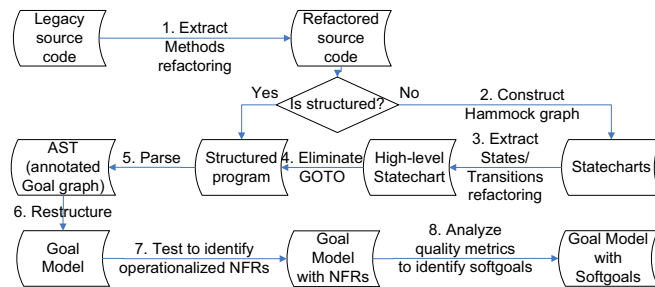 Legacy
source
code
1. Extract
Methods
refactoring
Refactored
source
code
Is structured?
Yes
No
2. Construct
Hammock graph
AST
(annotated
Goal graph)
5. Parse
Structured
program
4. Eliminate
GOTO
High-level
Statechart
3. Extract
States/
Transitions
refactoring
Statecharts
6. Restructure
Goal
Model
7. Test to identify
operationalized NFRs
Goal
Model
with NFRs
8. Analyze
quality metrics
to identify softgoals
Goal Model
with
Softgoals